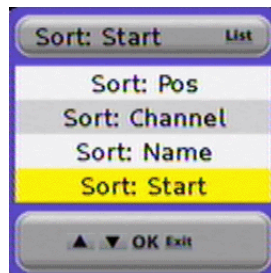 Sort: Start List
Sort: Pos
Sort: Channel
Sort: Name
Sort: Start
▲ ▼ OK Exit